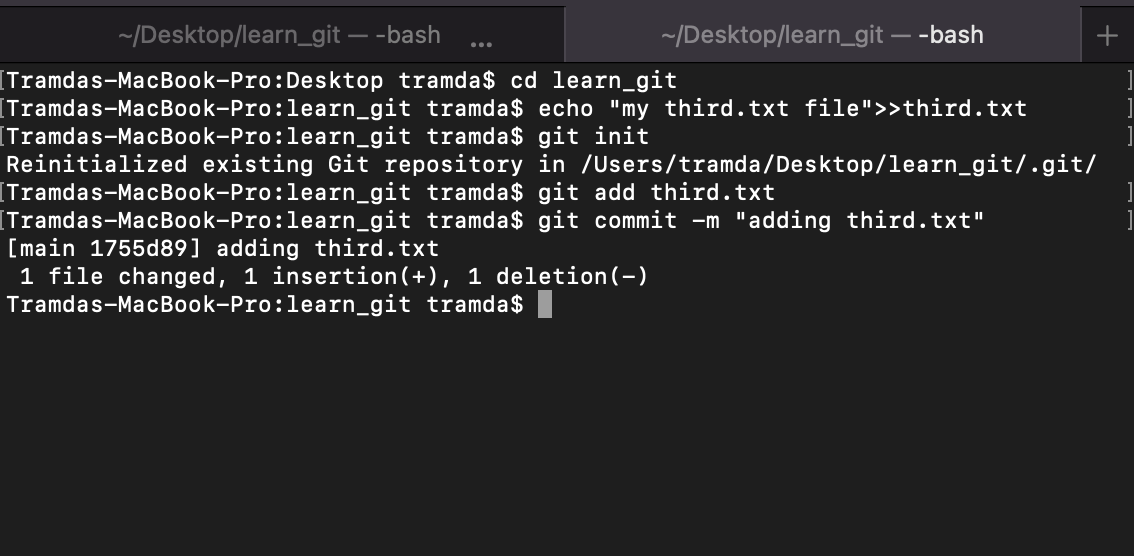 ~/Desktop/learn_git — -bash ...
~/Desktop/learn_git — -bash +
[Tramdas-MacBook-Pro:Desktop tramda$ cd learn_git ]
[Tramdas-MacBook-Pro:learn_git tramda$ echo "my third.txt file">>third.txt ]
[Tramdas-MacBook-Pro:learn_git tramda$ git init ]
Reinitialized existing Git repository in /Users/tramda/Desktop/learn_git/.git/
[Tramdas-MacBook-Pro:learn_git tramda$ git add third.txt ]
[Tramdas-MacBook-Pro:learn_git tramda$ git commit -m "adding third.txt" ]
[main 1755d89] adding third.txt
 1 file changed, 1 insertion(+), 1 deletion(-)
Tramdas-MacBook-Pro:learn_git tramda$